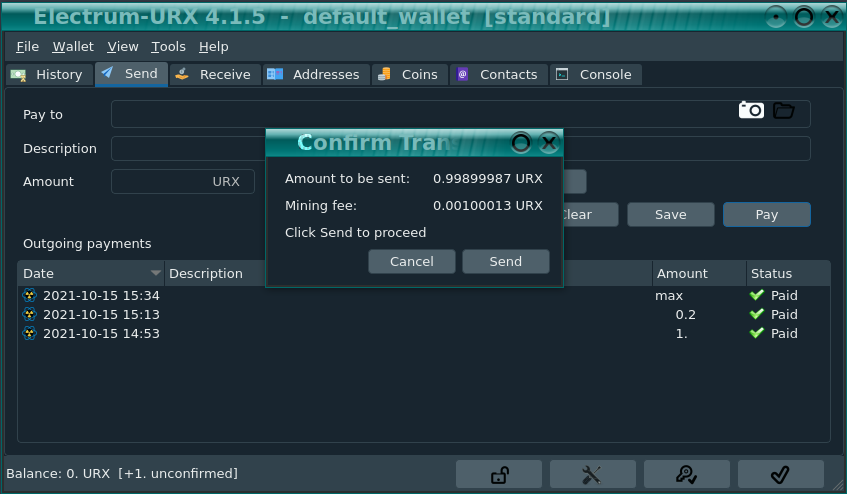 Electrum-URX 4.1.5 - default_wallet [standard]
File Wallet View Tools Help
History Send Receive Addresses Coins Contacts Console
Pay to
Description
Amount URX
Clear Save Pay
Confirm Tran
Amount to be sent: 0.99899987 URX
Mining fee: 0.00100013 URX
Click Send to proceed
Cancel Send
Outgoing payments
Date Description Amount Status
2021-10-15 15:34 max Paid
2021-10-15 15:13 0.2 Paid
2021-10-15 14:53 1. Paid
Balance: 0. URX [+1. unconfirmed]